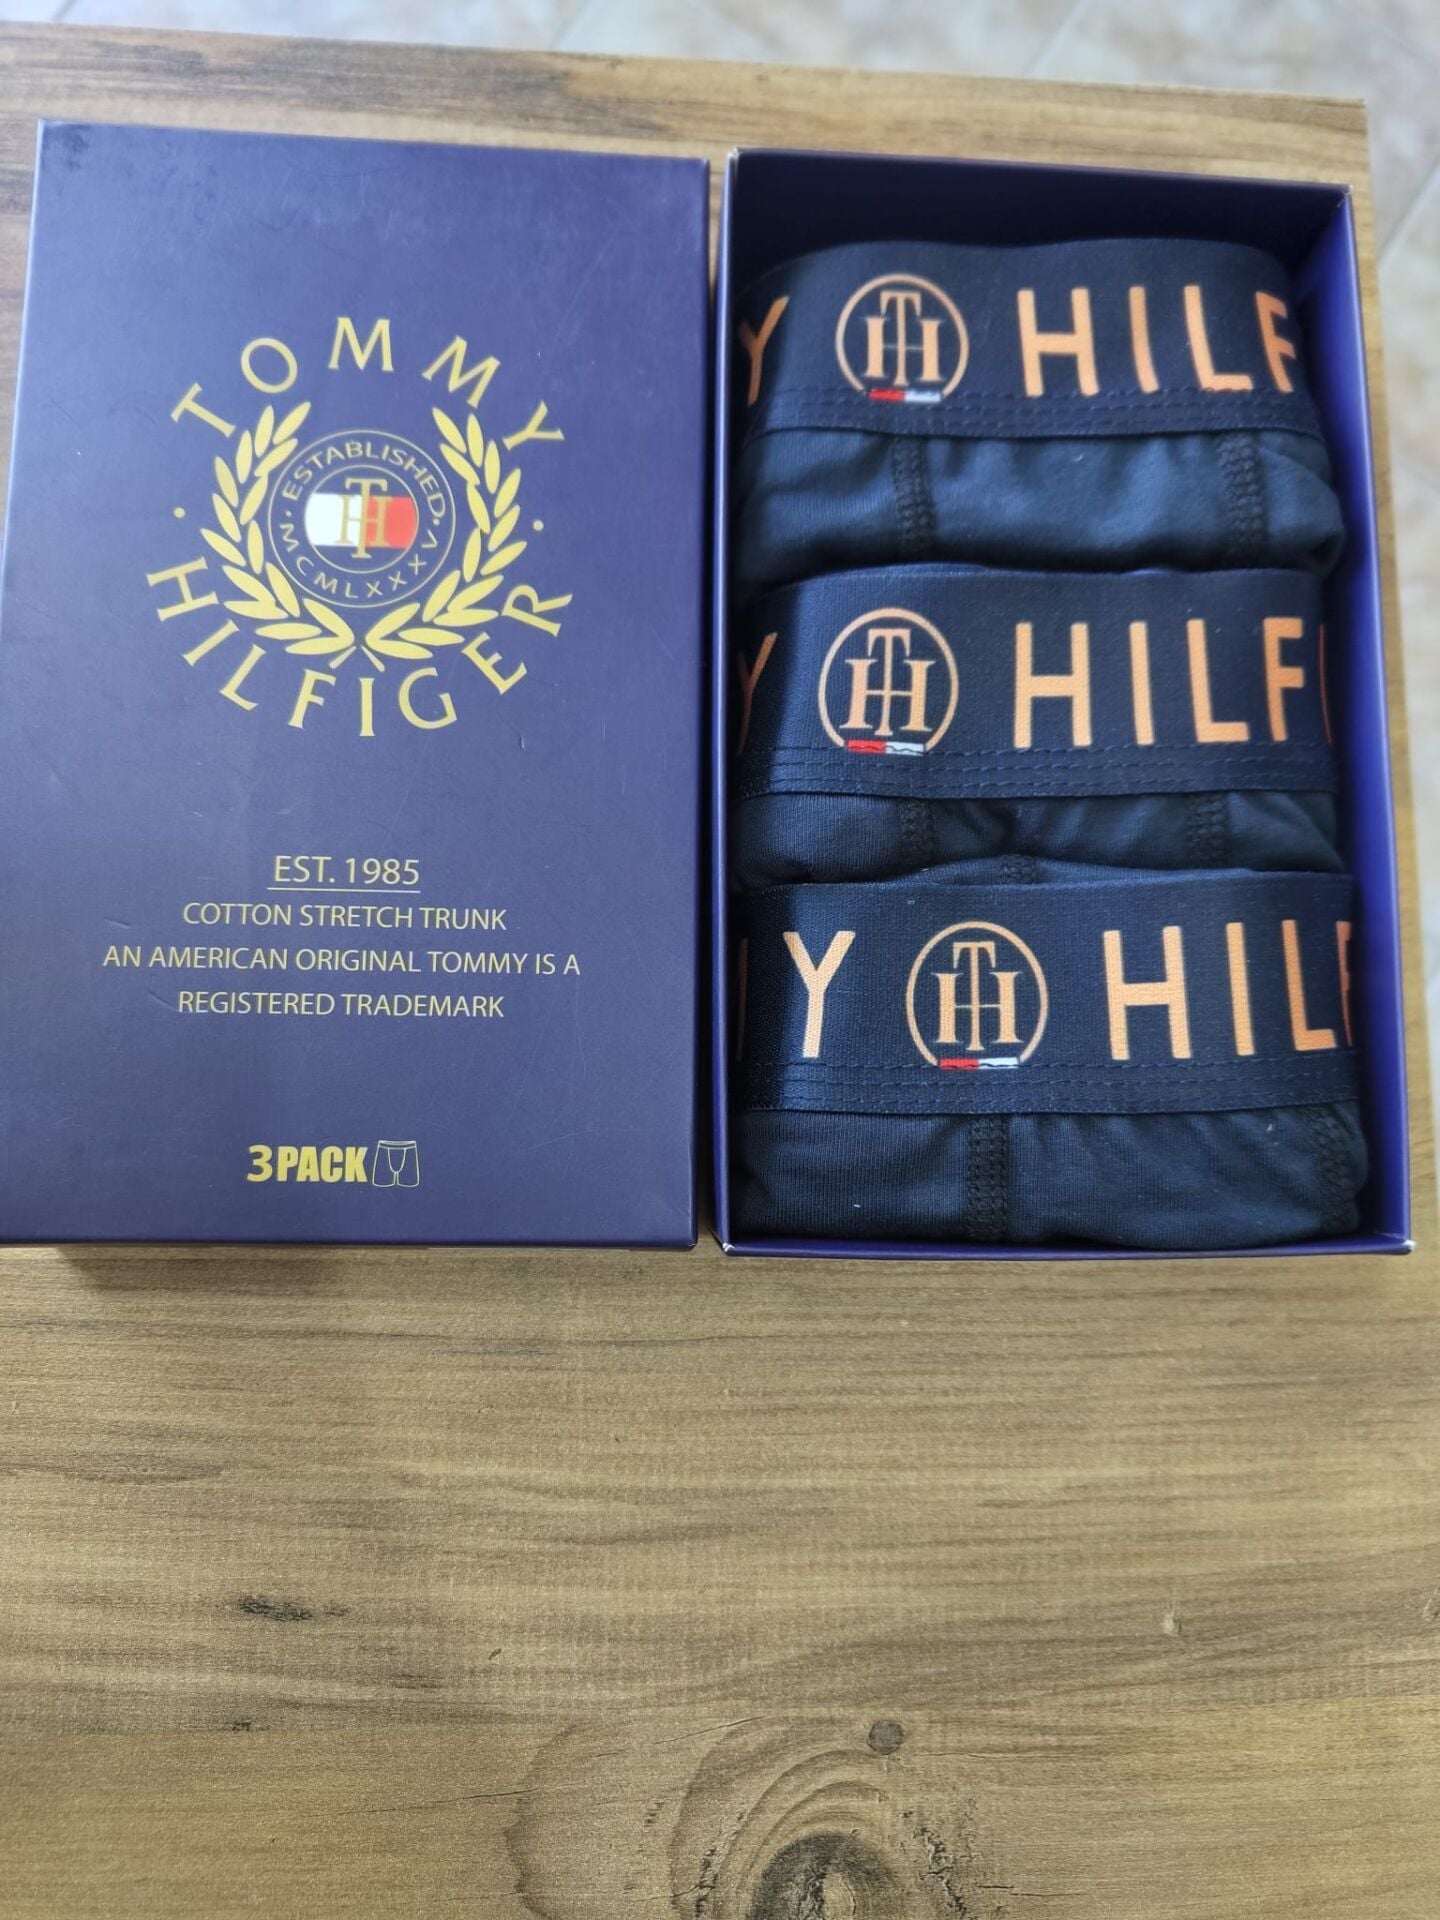 TOMMY
HILFIGER
ESTABLISHED
TH
MCMLXXXV
EST. 1985
COTTON STRETCH TRUNK
AN AMERICAN ORIGINAL TOMMY IS A
REGISTERED TRADEMARK
3PACK
Y TH HILF
Y TH HILF
MY TH HILF